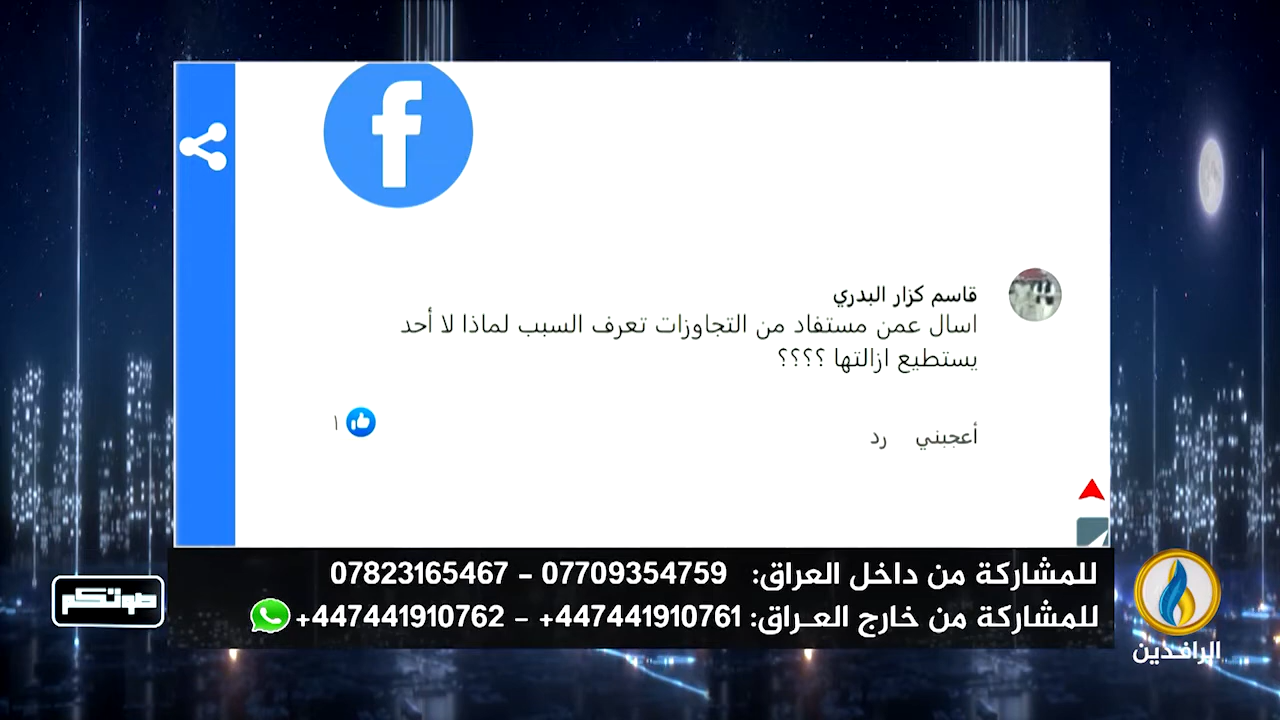 قاسم كزار البدري
اسال عمن مستفاد من التجاوزات تعرف السبب لماذا لا أحد
يستطيع ازالتها ؟؟؟؟
أعجبني رد
١
للمشاركة من داخل العراق: 07709354759 - 07823165467
للمشاركة من خارج العـراق: 447441910761+ - 447441910762+
صوتكم
الرافدين